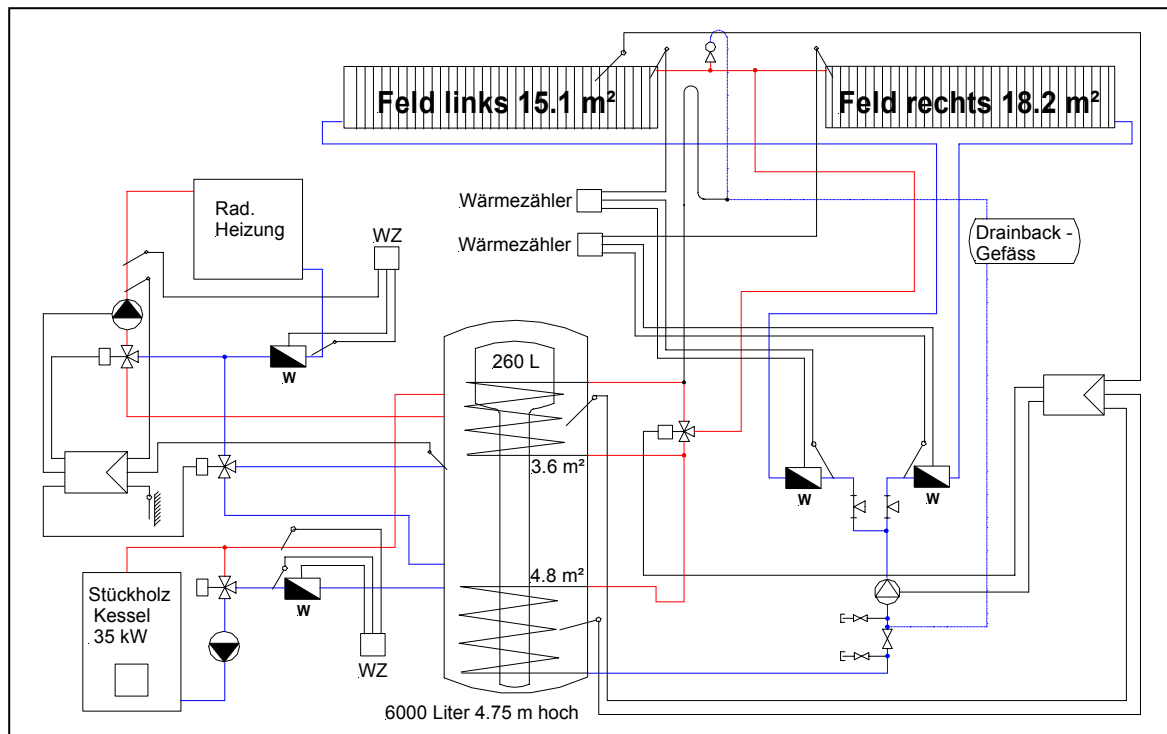 Feld links 15.1 m²
Feld rechts 18.2 m²
Rad.
Heizung
WZ
Wärmezähler
Wärmezähler
Drainback -
Gefäss
260 L
W
3.6 m²
W
W
4.8 m²
Stückholz
Kessel
35 kW
W
WZ
6000 Liter 4.75 m hoch